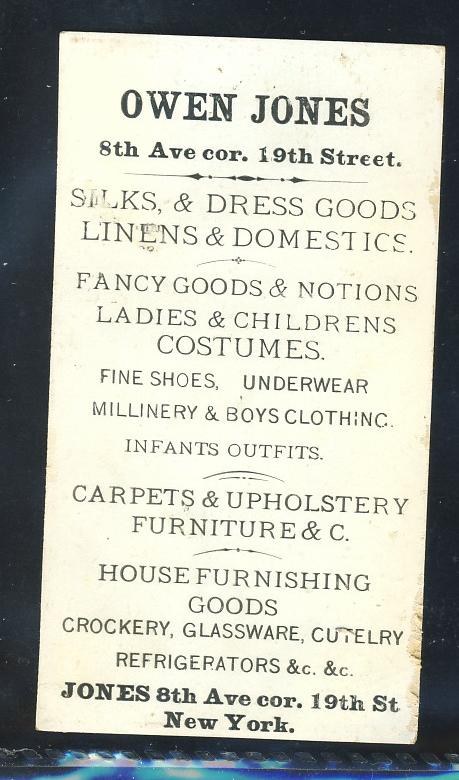 OWEN JONES
8th Ave cor. 19th Street.
SILKS, & DRESS GOODS
LINENS & DOMESTICS.
FANCY GOODS & NOTIONS
LADIES & CHILDRENS
COSTUMES.
FINE SHOES, UNDERWEAR
MILLINERY & BOYS CLOTHING.
INFANTS OUTFITS.
CARPETS & UPHOLSTERY
FURNITURE & C.
HOUSE FURNISHING
GOODS
CROCKERY, GLASSWARE, CUTELRY
REFRIGERATORS &c. &c.
JONES 8th Ave cor. 19th St
New York.